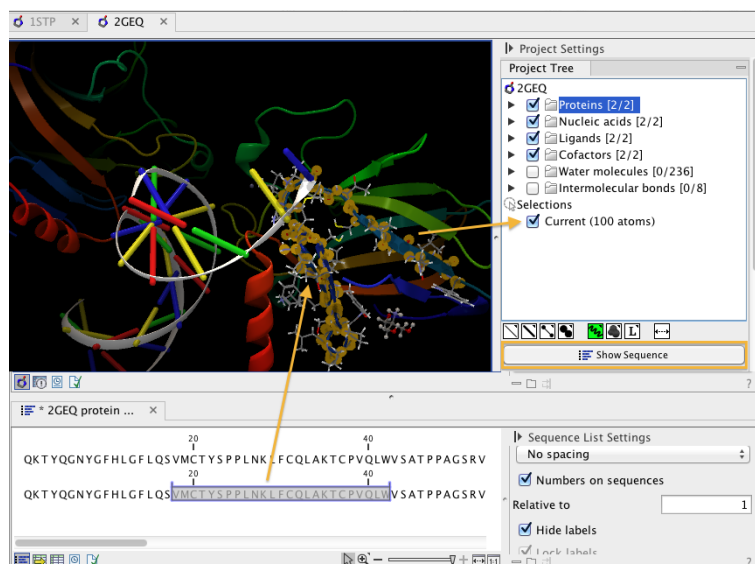 1STP × 2GEQ ×
Project Settings
Project Tree
2GEQ
Proteins [2/2]
Nucleic acids [2/2]
Ligands [2/2]
Cofactors [2/2]
Water molecules [0/236]
Intermolecular bonds [0/8]
Selections
Current (100 atoms)
L
Show Sequence
?
* 2GEQ protein ... ×
20 40
QKTYQGNYGFHLGFLQSVMCTYSPPLNKLFCQLAKTCPVQLWVSATPPAGSRV
20 40
QKTYQGNYGFHLGFLQSVMCTYSPPLNKLFCQLAKTCPVQLWVSATPPAGSRV
Sequence List Settings
No spacing
Numbers on sequences
Relative to 1
Hide labels
Lock labels
1:1
?